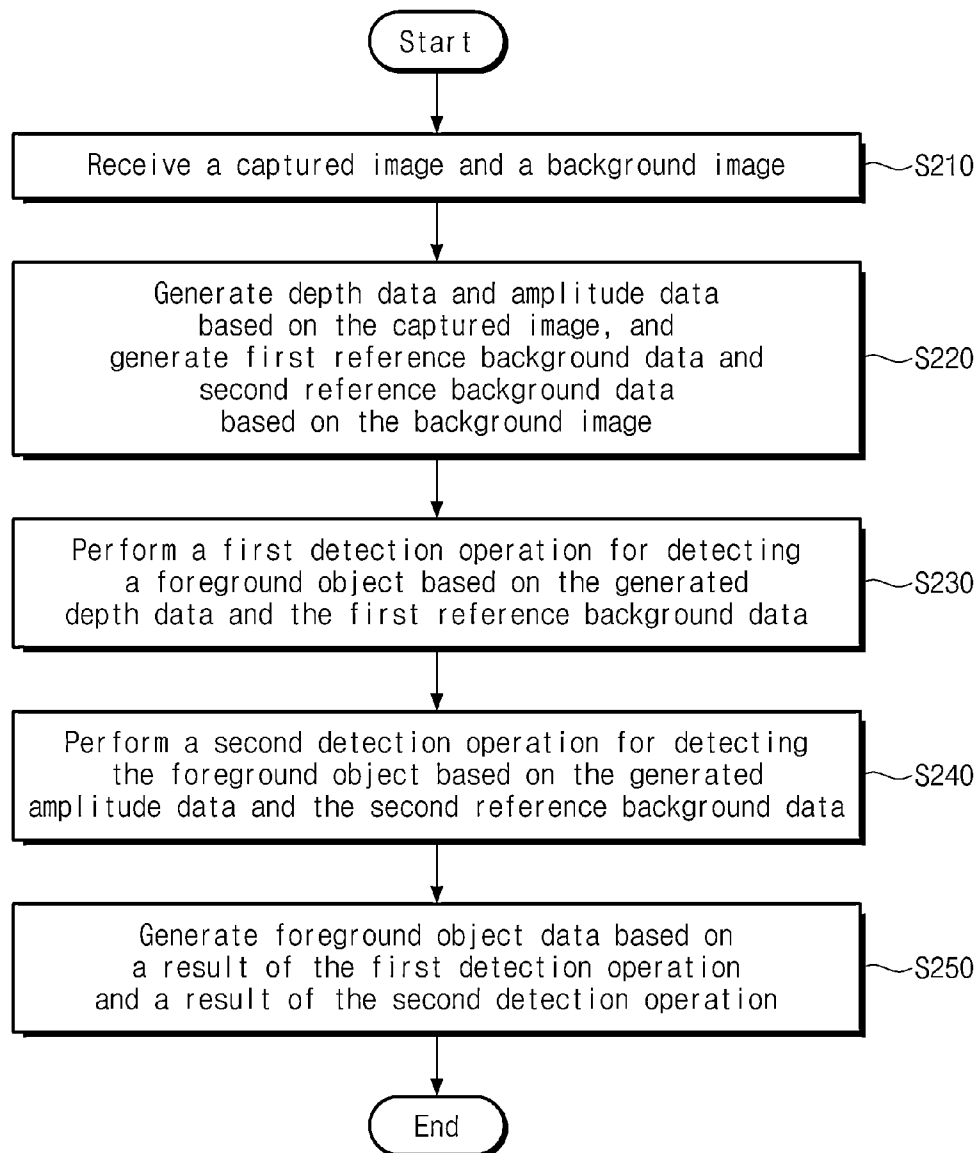 Start
Receive a captured image and a background image
S210
Generate depth data and amplitude data
based on the captured image, and
generate first reference background data and
second reference background data
based on the background image
S220
Perform a first detection operation for detecting
a foreground object based on the generated
depth data and the first reference background data
S230
Perform a second detection operation for detecting
the foreground object based on the generated
amplitude data and the second reference background data
S240
Generate foreground object data based on
a result of the first detection operation
and a result of the second detection operation
S250
End